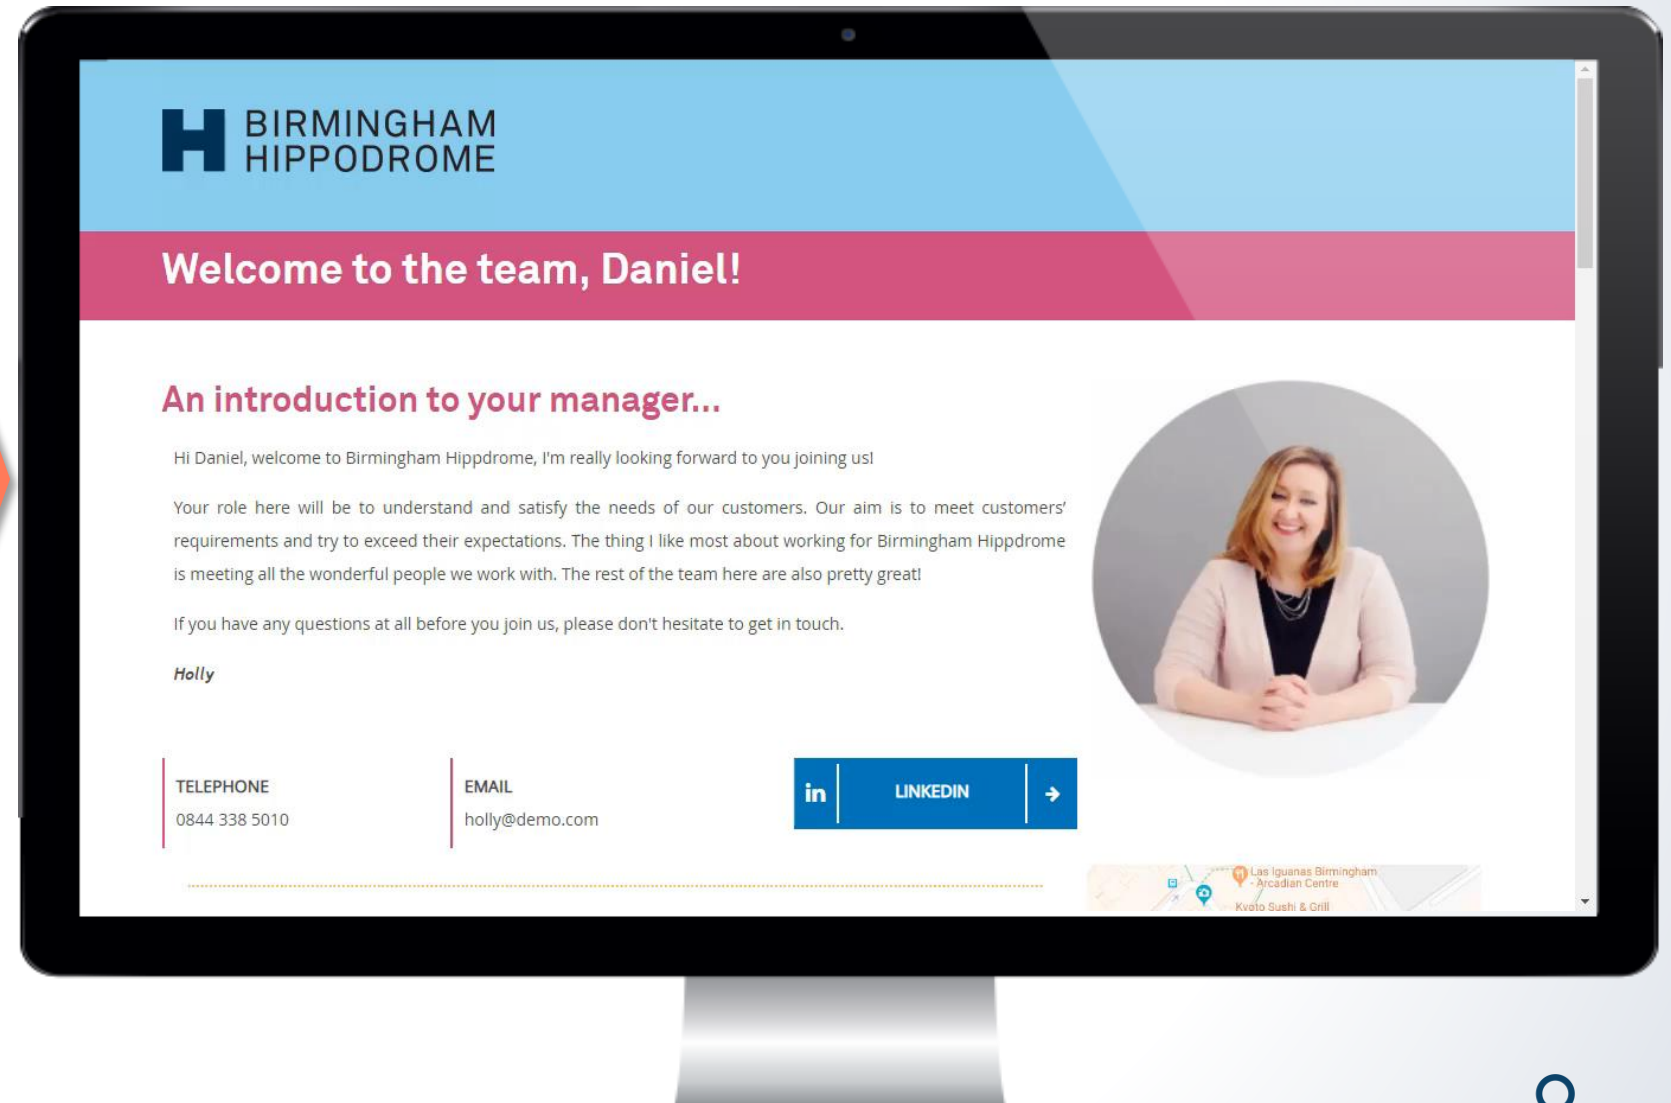 BIRMINGHAM
HIPPODROME
Welcome to the team, Daniel!
An introduction to your manager...
Hi Daniel, welcome to Birmingham Hippdrome, I'm really looking forward to you joining us!
Your role here will be to understand and satisfy the needs of our customers. Our aim is to meet customers'
requirements and try to exceed their expectations. The thing I like most about working for Birmingham Hippdrome
is meeting all the wonderful people we work with. The rest of the team here are also pretty great!
If you have any questions at all before you join us, please don't hesitate to get in touch.
Holly
TELEPHONE
0844 338 5010
EMAIL
holly@demo.com
in LINKEDIN
Las Iguanas Birmingham
- Arcadian Centre
Kyoto Sushi & Grill